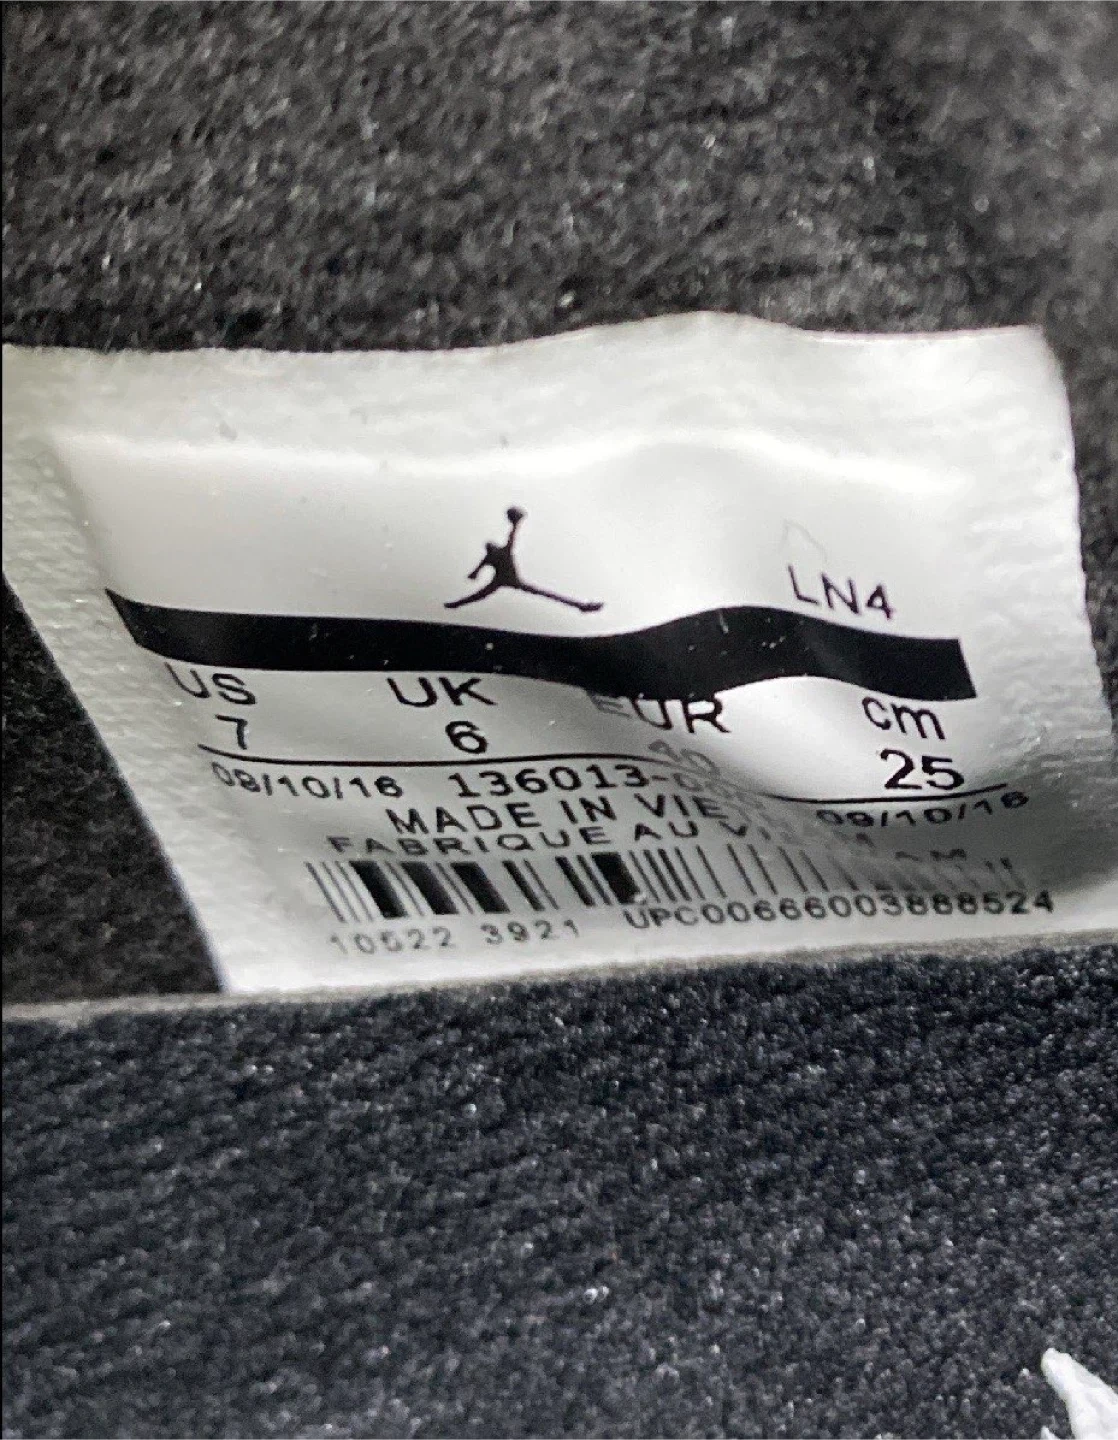 LN4
US UK EUR cm
7 6 40 25
09/10/16 136013- 09/10/16
MADE IN VIE
FABRIQUE AU
10522 3921 UPC00666003888524